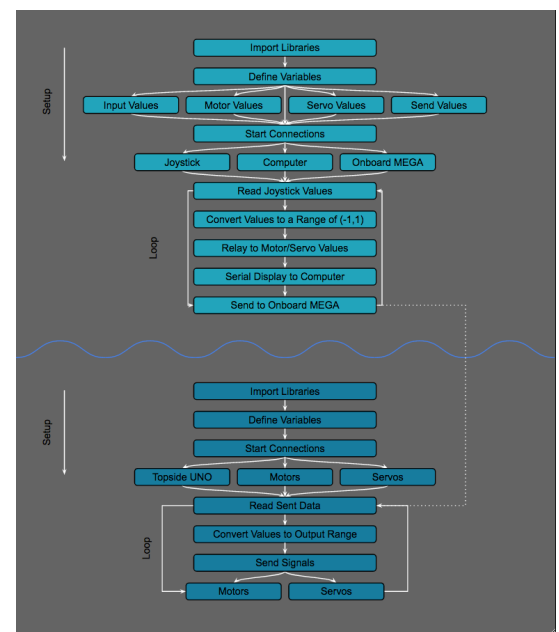 Import Libraries
Define Variables
Setup
Input Values
Motor Values
Servo Values
Send Values
Start Connections
Joystick
Computer
Onboard MEGA
Read Joystick Values
Convert Values to a Range of (-1,1)
Loop
Relay to Motor/Servo Values
Serial Display to Computer
Send to Onboard MEGA
Import Libraries
Define Variables
Setup
Start Connections
Topside UNO
Motors
Servos
Read Sent Data
Convert Values to Output Range
Loop
Send Signals
Motors
Servos